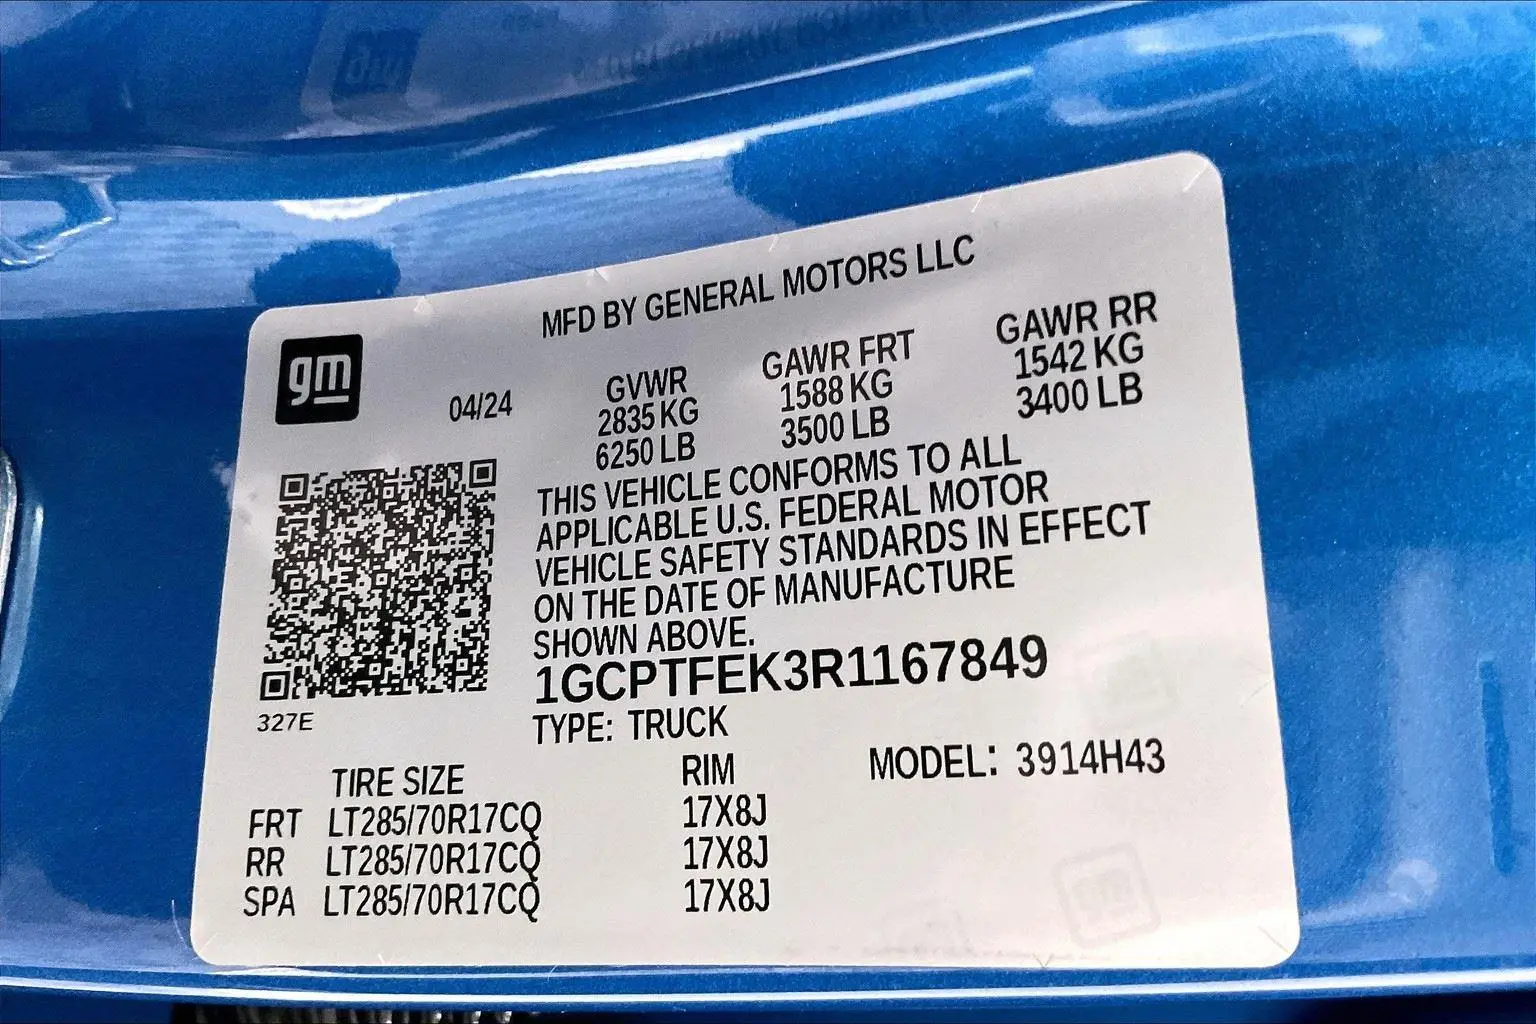 MFD BY GENERAL MOTORS LLC
gm
04/24
GVWR GAWR FRT GAWR RR
2835 KG 1588 KG 1542 KG
6250 LB 3500 LB 3400 LB
THIS VEHICLE CONFORMS TO ALL
APPLICABLE U.S. FEDERAL MOTOR
VEHICLE SAFETY STANDARDS IN EFFECT
ON THE DATE OF MANUFACTURE
SHOWN ABOVE.
1GCPTFEK3R1167849
327E
TYPE: TRUCK
TIRE SIZE RIM MODEL: 3914H43
FRT LT285/70R17CQ 17X8J
RR LT285/70R17CQ 17X8J
SPA LT285/70R17CQ 17X8J